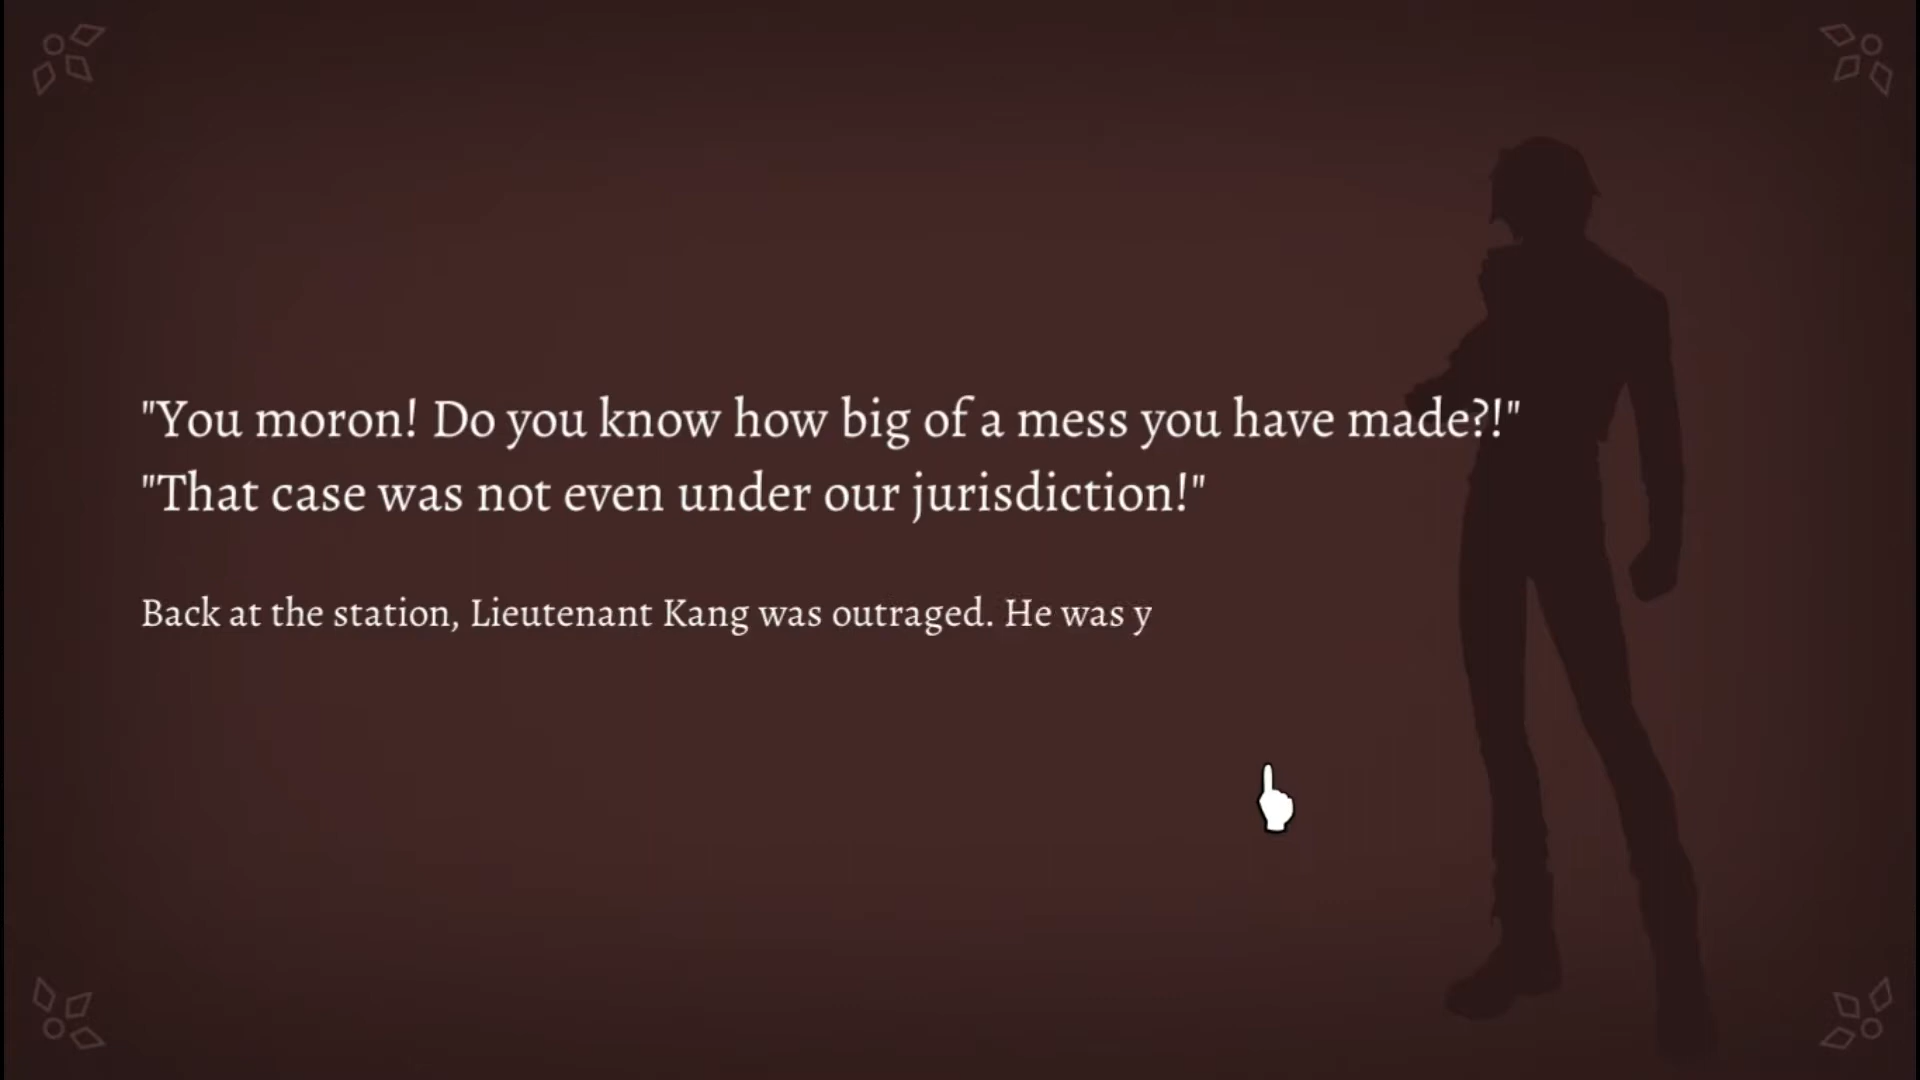 "You moron! Do you know how big of a mess you have made?!"
"That case was not even under our jurisdiction!"
Back at the station, Lieutenant Kang was outraged. He was y